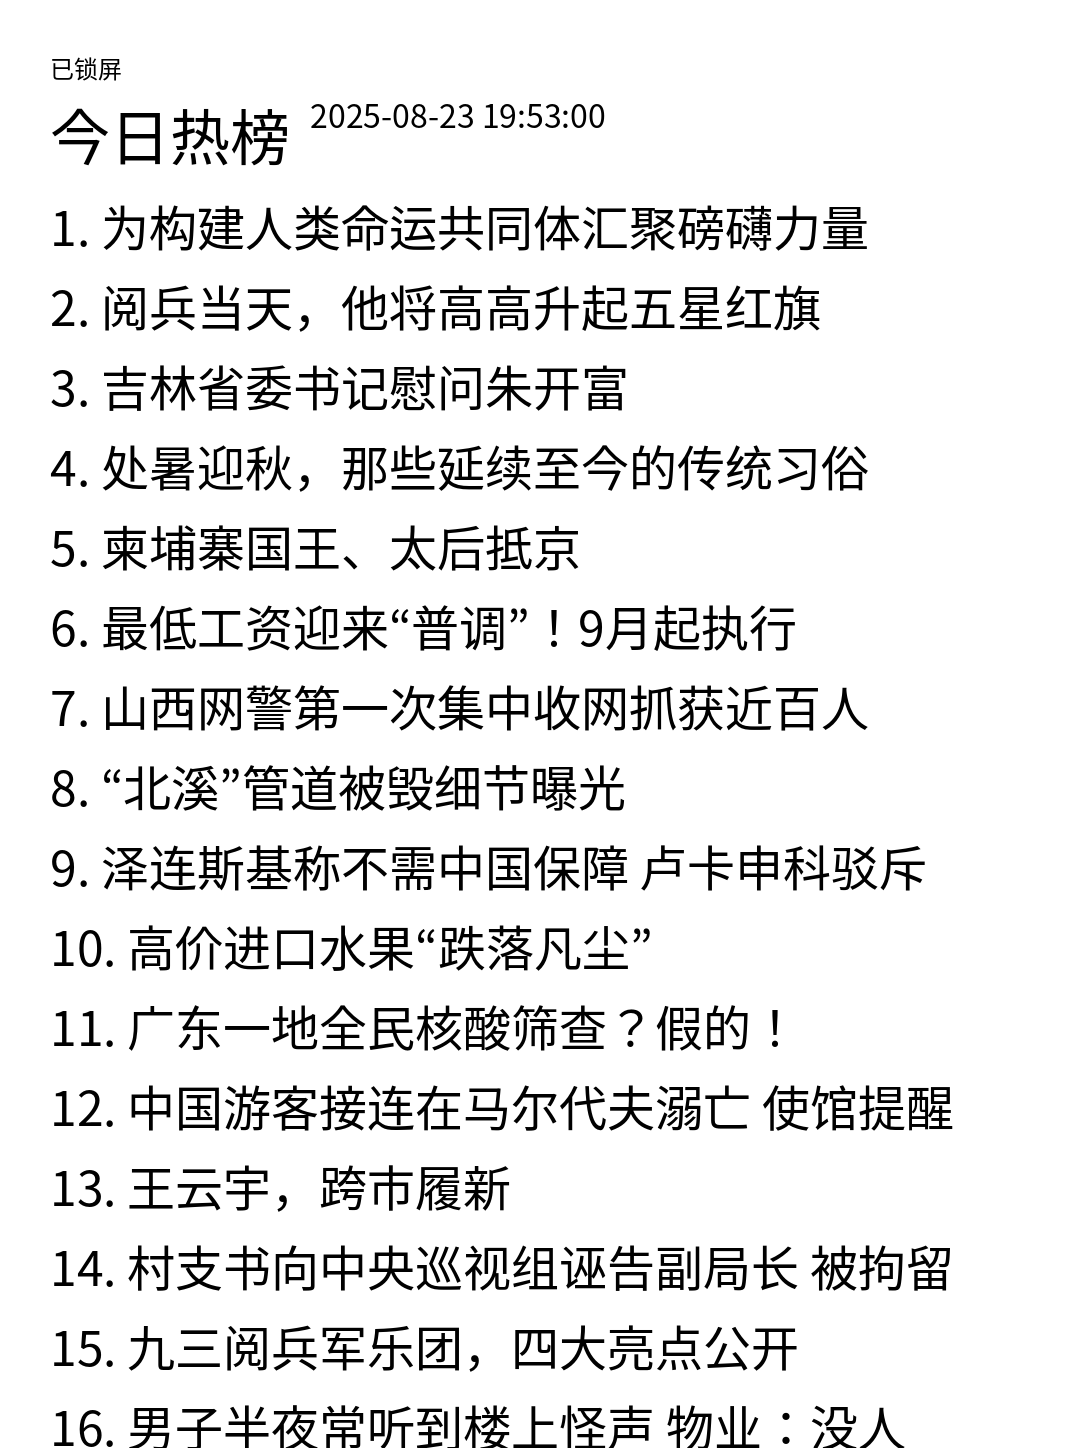 已锁屏
今日热榜 2025-08-23 19:53:00
1. 为构建人类命运共同体汇聚磅礴力量
2. 阅兵当天，他将高高升起五星红旗
3. 吉林省委书记慰问朱开富
4. 处暑迎秋，那些延续至今的传统习俗
5. 柬埔寨国王、太后抵京
6. 最低工资迎来“普调”！9月起执行
7. 山西网警第一次集中收网抓获近百人
8. “北溪”管道被毁细节曝光
9. 泽连斯基称不需中国保障 卢卡申科驳斥
10. 高价进口水果“跌落凡尘”
11. 广东一地全民核酸筛查？假的！
12. 中国游客接连在马尔代夫溺亡 使馆提醒
13. 王云宇，跨市履新
14. 村支书向中央巡视组诬告副局长 被拘留
15. 九三阅兵军乐团，四大亮点公开
16. 男子半夜常听到楼上怪声 物业：没人